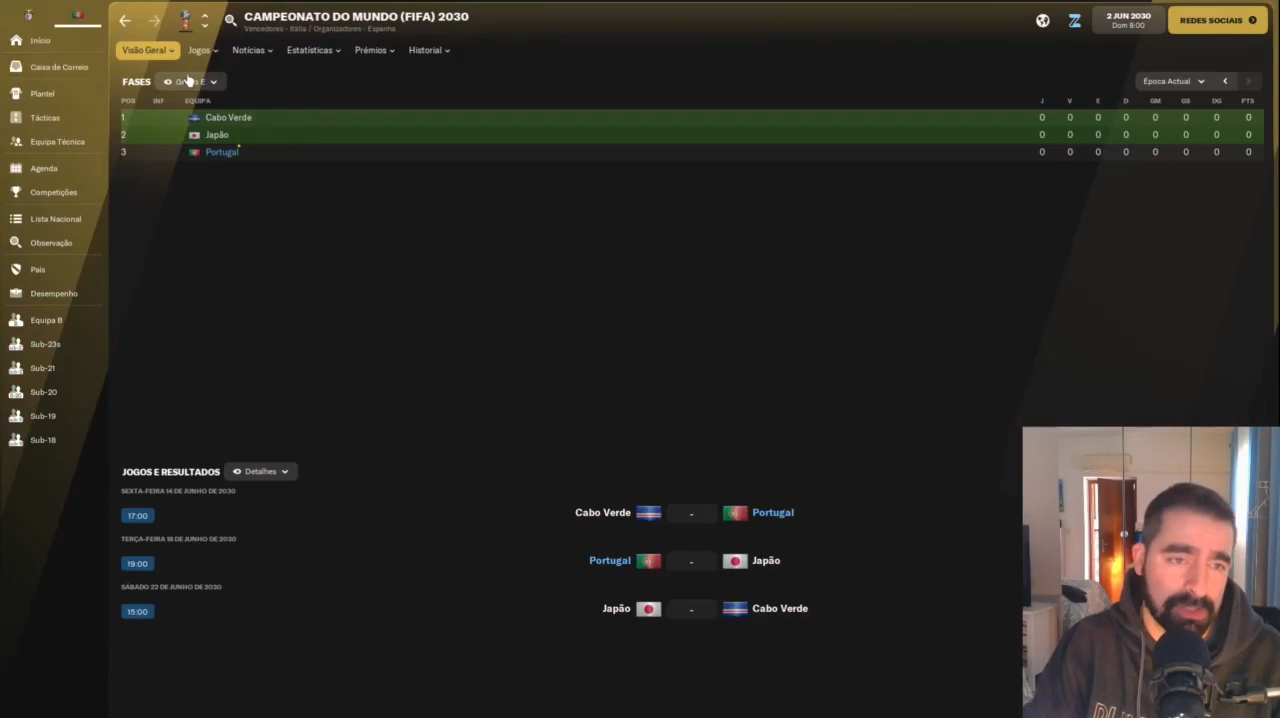 CAMPEONATO DO MUNDO (FIFA) 2030
Vencedores - Itália / Organizadores - Espanha
2 JUN 2030
Dom 8:00
REDES SOCIAIS
Início
Caixa de Correio
Plantel
Tácticas
Equipa Técnica
Agenda
Competições
Lista Nacional
Observação
País
Desempenho
Equipa B
Sub-23s
Sub-21
Sub-20
Sub-19
Sub-18
Visão Geral
Jogos
Notícias
Estatísticas
Prémios
Historial
FASES
Época Actual
POS INF EQUIPA J V E D GM GS DG PTS
1 Cabo Verde 0 0 0 0 0 0 0 0
2 Japão 0 0 0 0 0 0 0 0
3 Portugal 0 0 0 0 0 0 0 0
JOGOS E RESULTADOS Detalhes
SEXTA-FEIRA 14 DE JUNHO DE 2030
17:00 Cabo Verde - Portugal
TERÇA-FEIRA 18 DE JUNHO DE 2030
19:00 Portugal - Japão
SÁBADO 22 DE JUNHO DE 2030
15:00 Japão - Cabo Verde